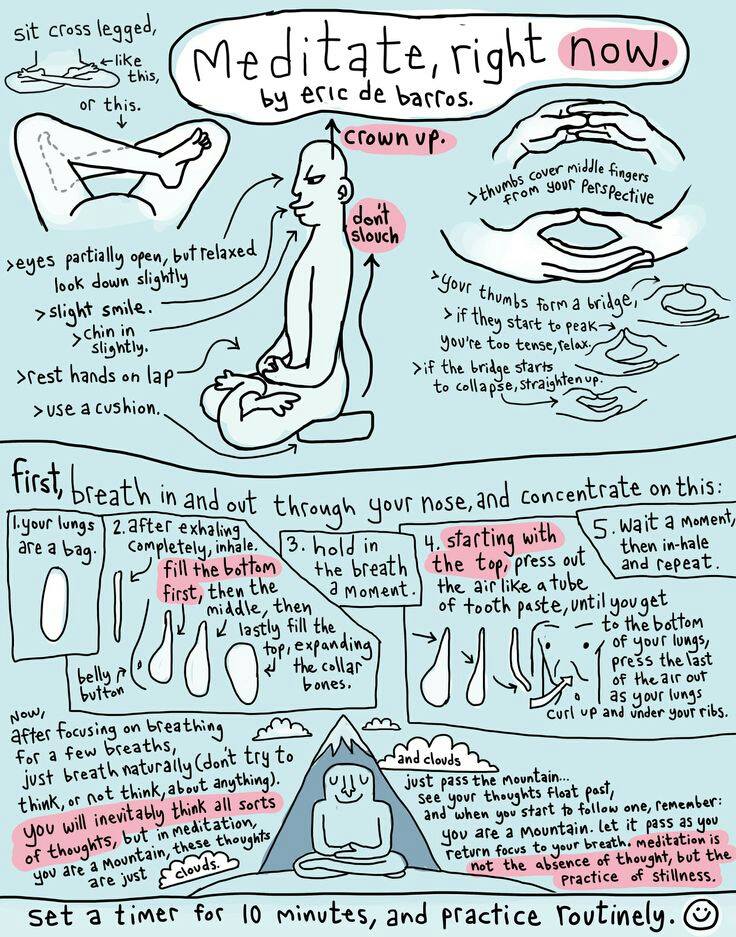 sit cross legged,
like
this,
or this.
Meditate, right now.
by eric de barros.
crown up.
don't
slouch
>eyes partially open, but relaxed
look down slightly
>slight smile.
>chin in
slightly.
>rest hands on lap
>use a cushion.
>thumbs cover middle fingers
from your perspective
>your thumbs form a bridge,
>if they start to peak
you're too tense, relax.
>if the bridge starts
to collapse, straighten up.
first, breath in and out through your nose, and concentrate on this:
1. your lungs
are a bag.
2. after exhaling
completely, inhale.
fill the bottom
first, then the
middle, then
lastly fill the
top, expanding
the collar
bones.
belly
button
3. hold in
the breath
a moment.
4. starting with
the top, press out
the air like a tube
of tooth paste, until you get
to the bottom
of your lungs,
press the last
of the air out
as your lungs
curl up and under your ribs.
5. wait a moment,
then in-hale
and repeat.
Now,
after focusing on breathing
for a few breaths,
just breath naturally (don't try to
think, or not think, about anything).
you will inevitably think all sorts
of thoughts, but in meditation,
you are a mountain, these thoughts
are just clouds.
and clouds
just pass the mountain...
see your thoughts float past,
and when you start to follow one, remember:
you are a mountain. let it pass as you
return focus to your breath. meditation is
not the absence of thought, but the
practice of stillness.
set a timer for 10 minutes, and practice routinely.